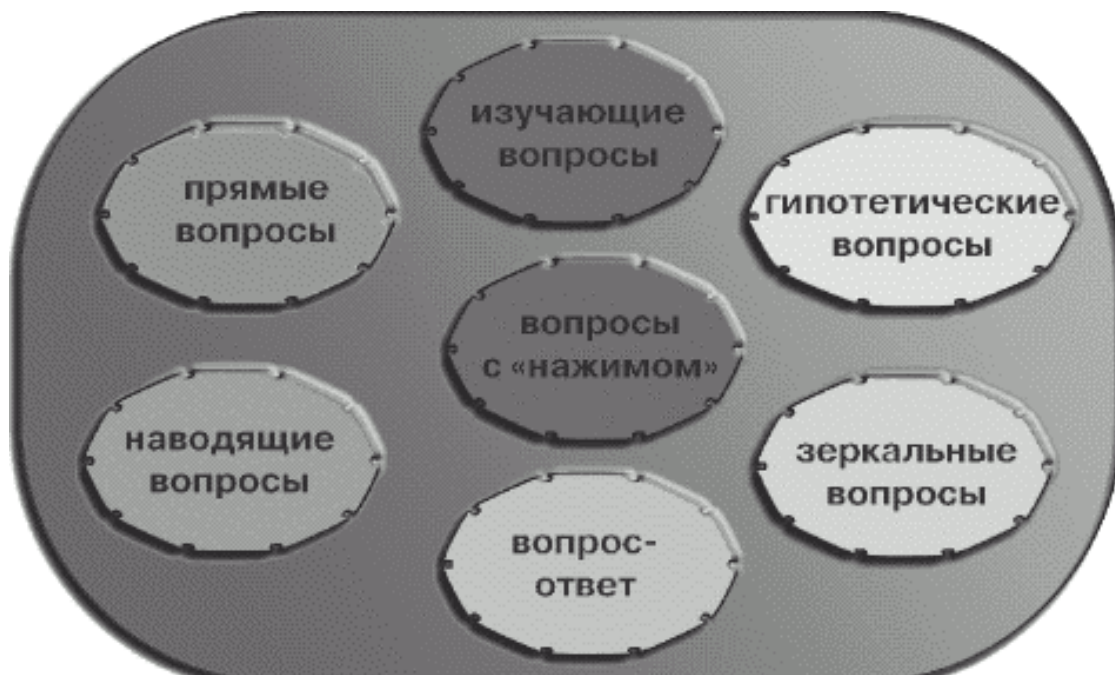 изучающие
вопросы
прямые
вопросы
гипотетические
вопросы
вопросы
с «нажимом»
наводящие
вопросы
зеркальные
вопросы
вопрос-
ответ